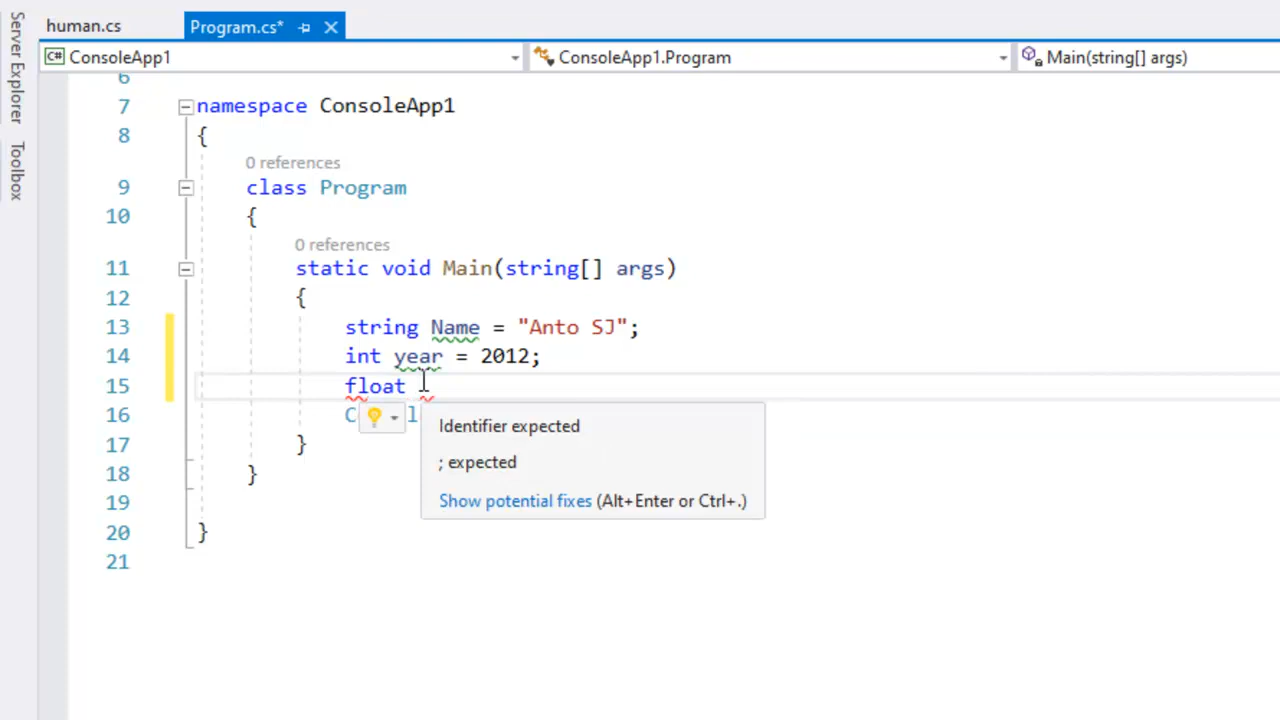 Server Explorer
Toolbox
human.cs
Program.cs*
C# ConsoleApp1
ConsoleApp1.Program
Main(string[] args)
6
7 namespace ConsoleApp1
8 {
0 references
9 class Program
10 {
0 references
11 static void Main(string[] args)
12 {
13 string Name = "Anto SJ";
14 int year = 2012;
15 float
16 C l
17 }
18 }
19
20 }
21
Identifier expected
; expected
Show potential fixes (Alt+Enter or Ctrl+.)